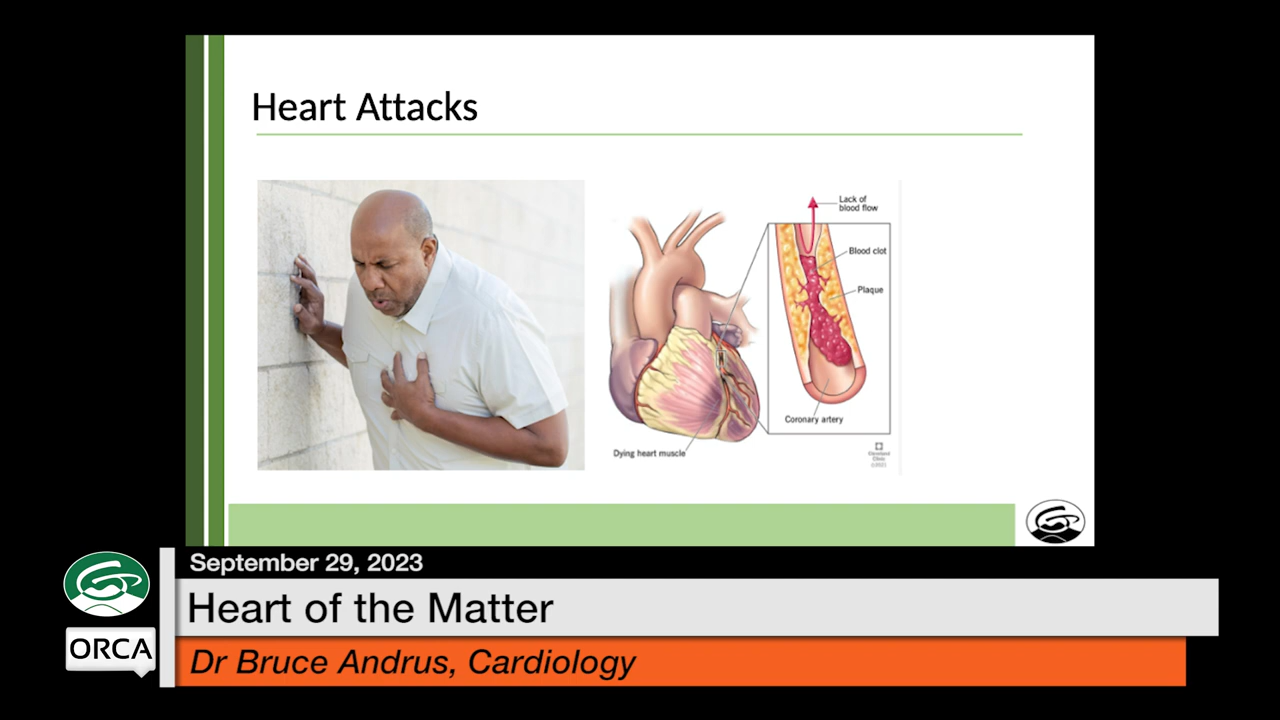 Heart Attacks
Lack of
blood flow
Blood clot
Plaque
Coronary artery
Dying heart muscle
Cleveland
Clinic
September 29, 2023
Heart of the Matter
ORCA
Dr Bruce Andrus, Cardiology